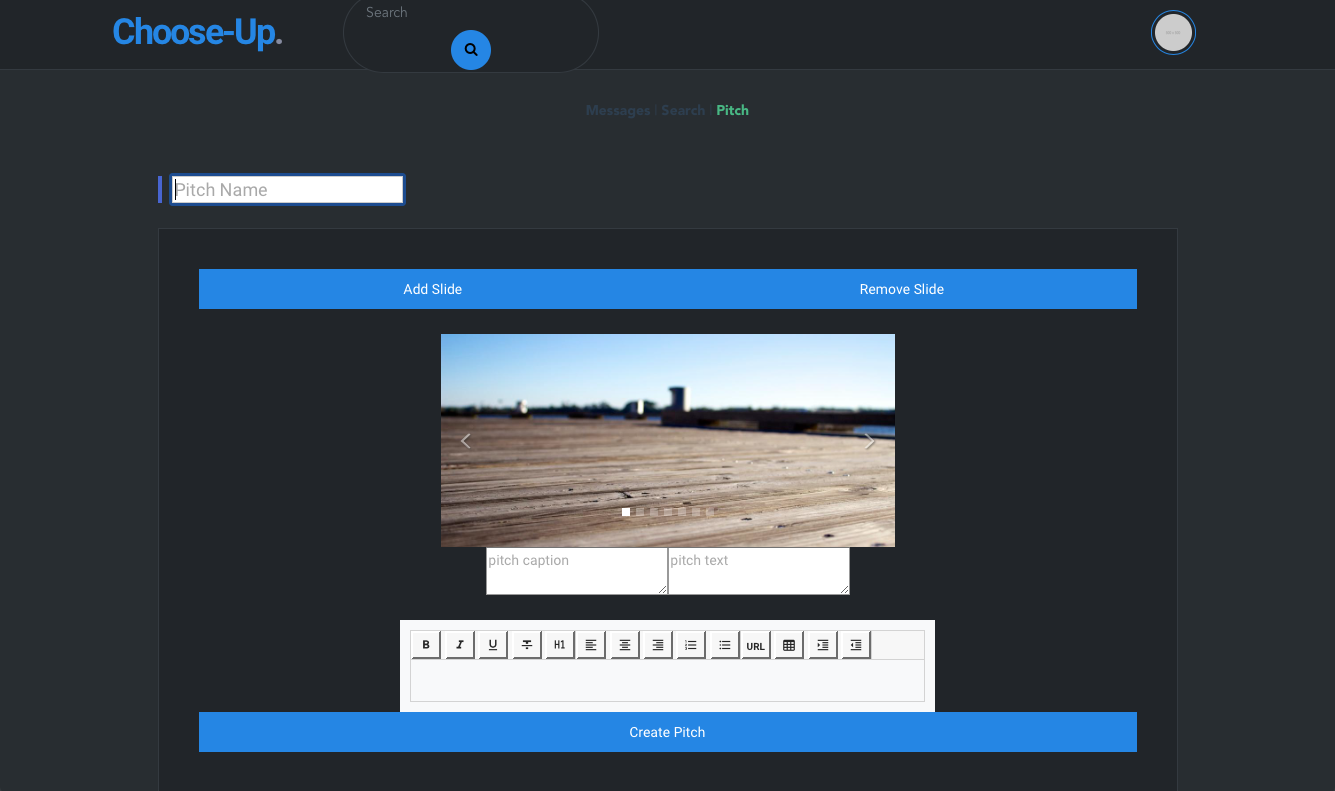 Choose-Up.
Search
Messages | Search | Pitch
Pitch Name
Add Slide Remove Slide
pitch caption pitch text
B I U T H1 URL
Create Pitch